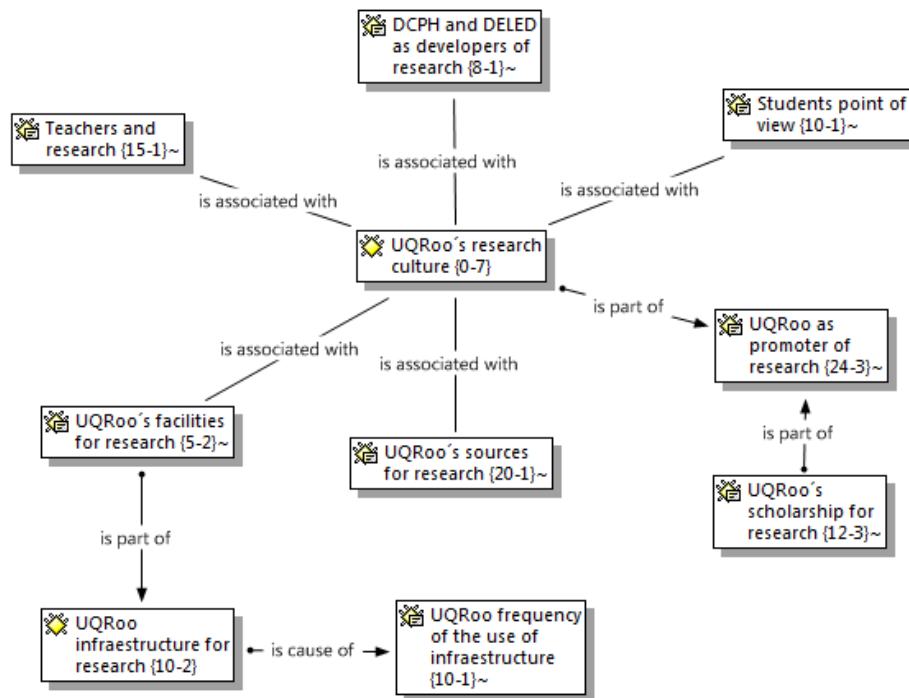 DCPH and DELED
as developers of
research {8-1}~
Students point of
view {10-1}~
Teachers and
research {15-1}~
is associated with
is associated with
is associated with
UQRoo´s research
culture {0-7}
is part of
UQRoo as
promoter of
research {24-3}~
is associated with
is associated with
UQRoo´s facilities
for research {5-2}~
UQRoo´s sources
for research {20-1}~
is part of
UQRoo´s
scholarship for
research {12-3}~
is part of
UQRoo
infraestructure for
research {10-2}
is cause of
UQRoo frequency
of the use of
infraestructure
{10-1}~